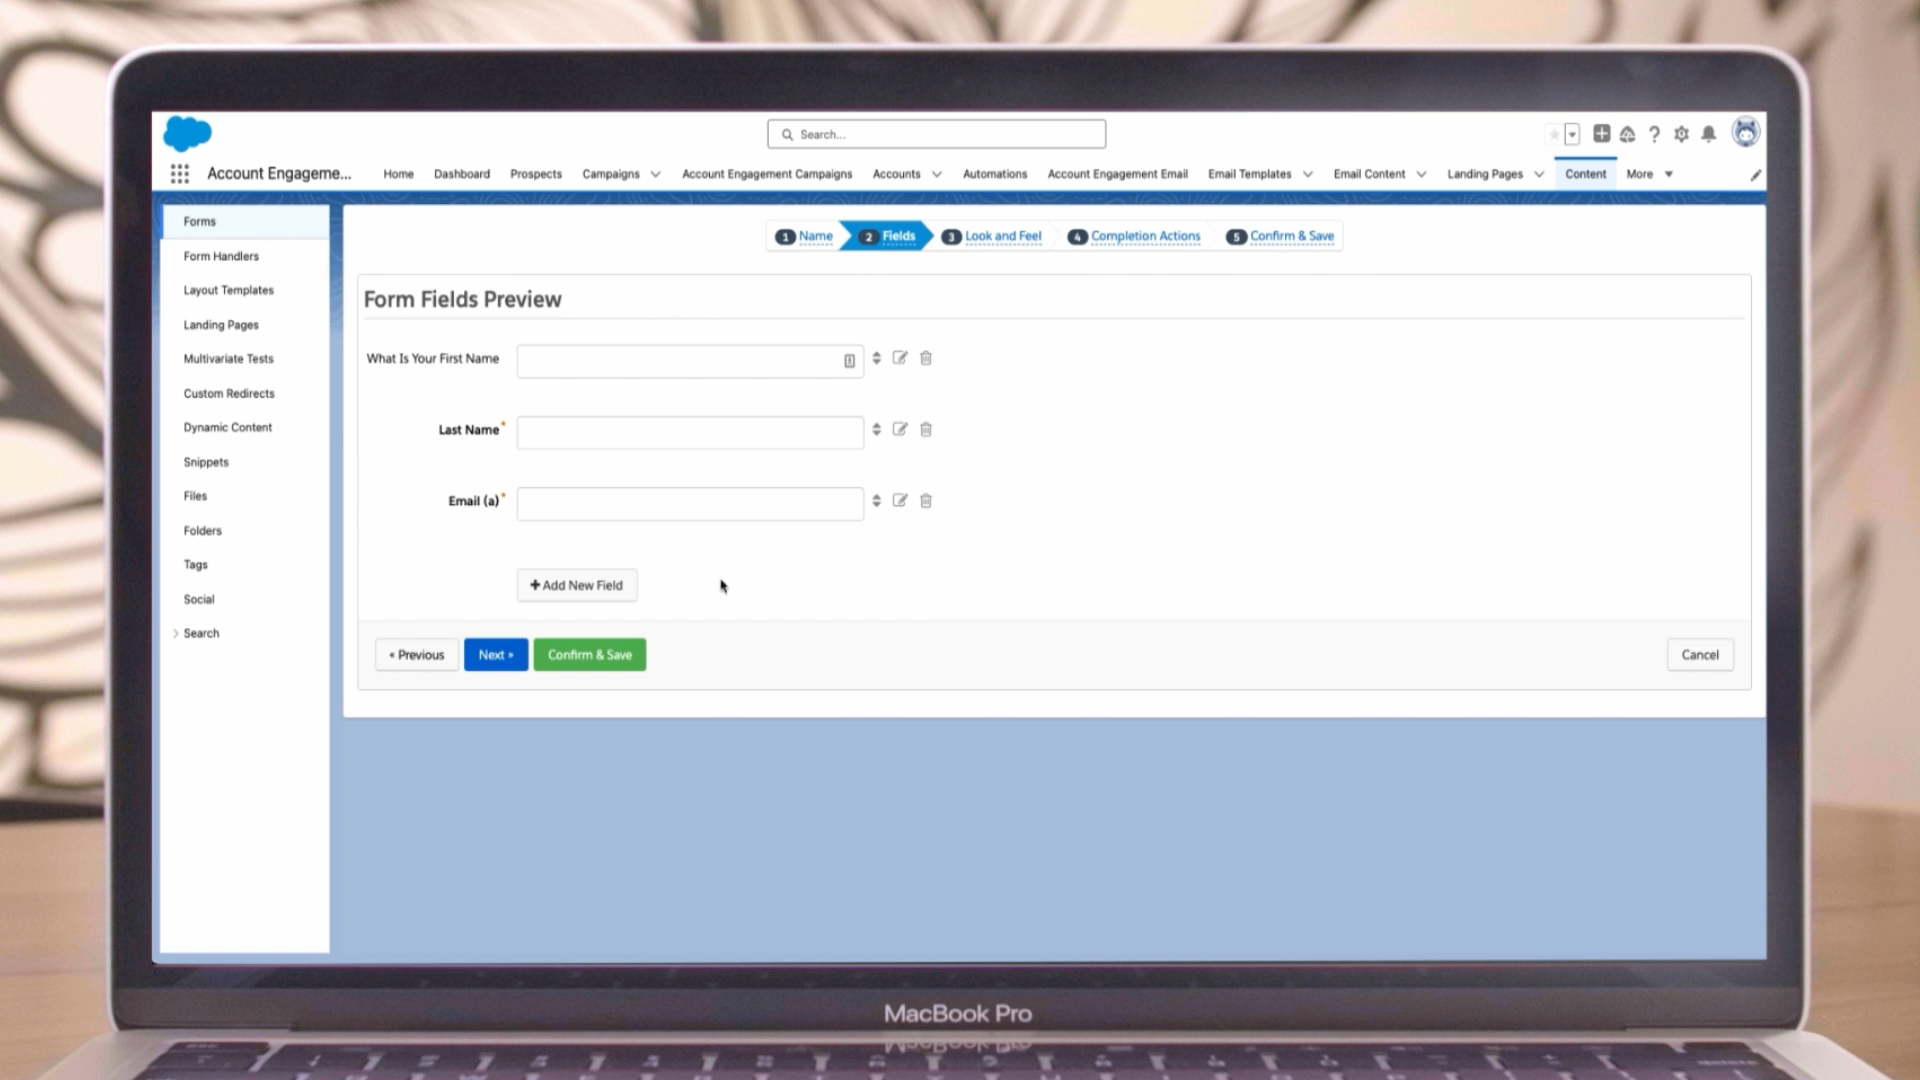 Search...
Account Engageme...
Home Dashboard Prospects Campaigns Account Engagement Campaigns Accounts Automations Account Engagement Email Email Templates Email Content Landing Pages Content More
Forms
Form Handlers
Layout Templates
Landing Pages
Multivariate Tests
Custom Redirects
Dynamic Content
Snippets
Files
Folders
Tags
Social
Search
1 Name 2 Fields 3 Look and Feel 4 Completion Actions 5 Confirm & Save
Form Fields Preview
What Is Your First Name
Last Name*
Email (a)*
+ Add New Field
« Previous Next » Confirm & Save Cancel
MacBook Pro